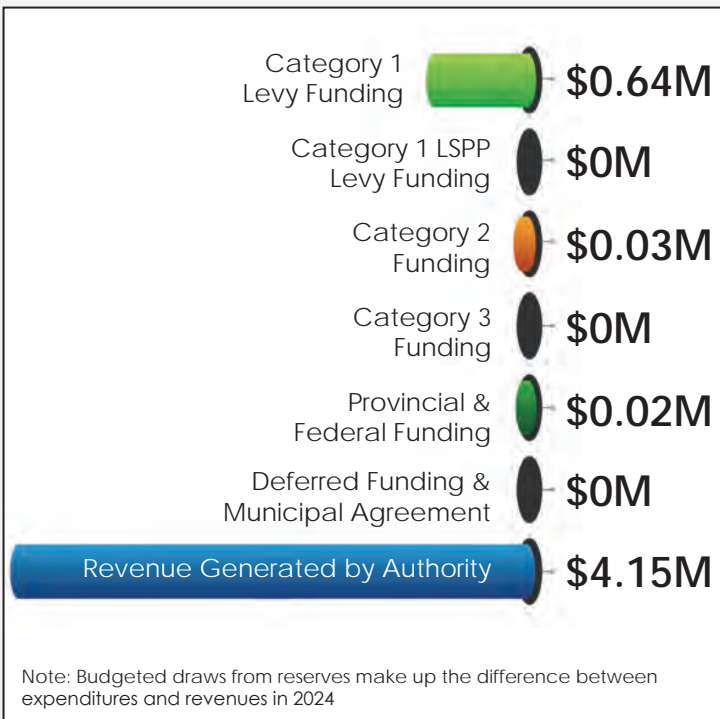 Category 1
Levy Funding
$0.64M
Category 1 LSPP
Levy Funding
$0M
Category 2
Funding
$0.03M
Category 3
Funding
$0M
Provincial &
Federal Funding
$0.02M
Deferred Funding &
Municipal Agreement
$0M
Revenue Generated by Authority
$4.15M
Note: Budgeted draws from reserves make up the difference between
expenditures and revenues in 2024